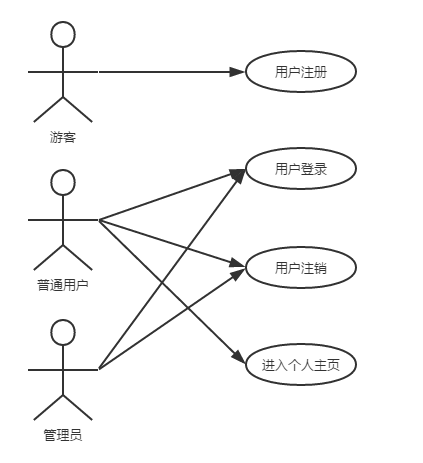 用户注册
游客
用户登录
普通用户
用户注销
进入个人主页
管理员